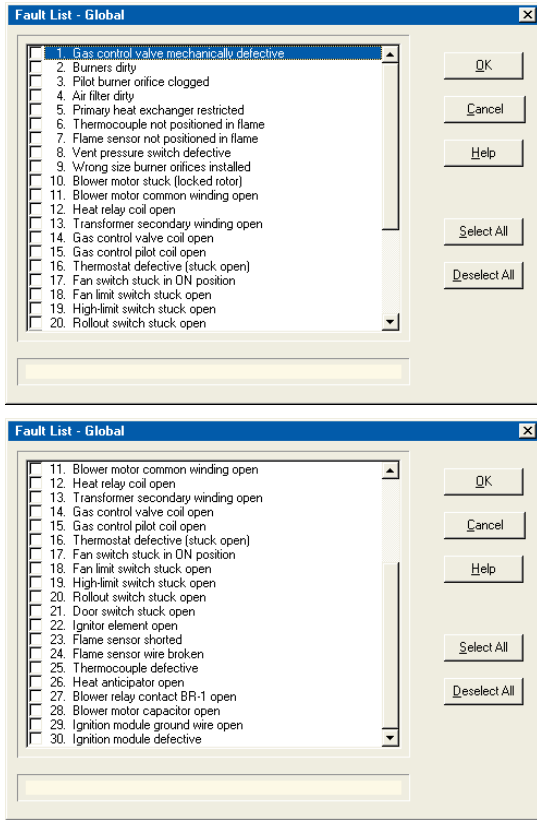 Fault List - Global
1. Gas control valve mechanically defective
2. Burners dirty
3. Pilot burner orifice clogged
4. Air filter dirty
5. Primary heat exchanger restricted
6. Thermocouple not positioned in flame
7. Flame sensor not positioned in flame
8. Vent pressure switch defective
9. Wrong size burner orifices installed
10. Blower motor stuck (locked rotor)
11. Blower motor common winding open
12. Heat relay coil open
13. Transformer secondary winding open
14. Gas control valve coil open
15. Gas control pilot coil open
16. Thermostat defective (stuck open)
17. Fan switch stuck in ON position
18. Fan limit switch stuck open
19. High-limit switch stuck open
20. Rollout switch stuck open
OK
Cancel
Help
Select All
Deselect All
Fault List - Global
11. Blower motor common winding open
12. Heat relay coil open
13. Transformer secondary winding open
14. Gas control valve coil open
15. Gas control pilot coil open
16. Thermostat defective (stuck open)
17. Fan switch stuck in ON position
18. Fan limit switch stuck open
19. High-limit switch stuck open
20. Rollout switch stuck open
21. Door switch stuck open
22. Ignitor element open
23. Flame sensor shorted
24. Flame sensor wire broken
25. Thermocouple defective
26. Heat anticipator open
27. Blower relay contact BR-1 open
28. Blower motor capacitor open
29. Ignition module ground wire open
30. Ignition module defective
OK
Cancel
Help
Select All
Deselect All